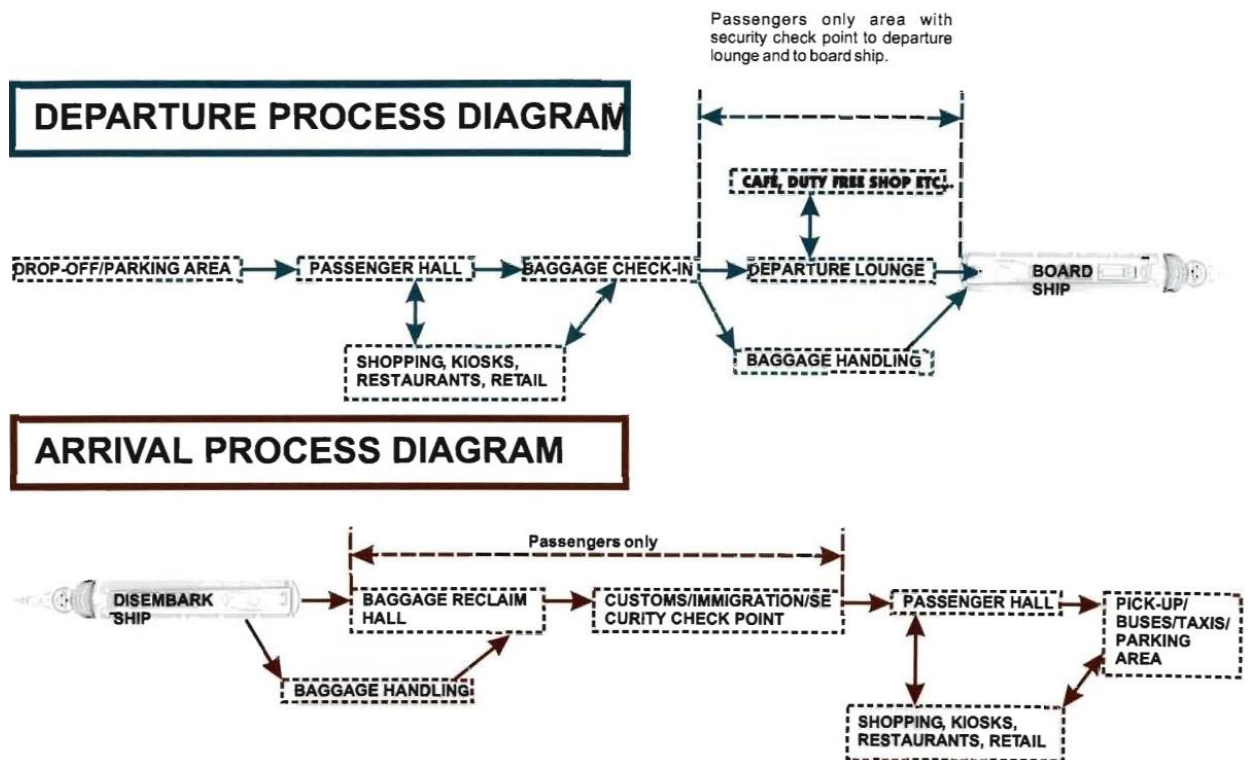 Passengers only area with
security check point to departure
lounge and to board ship.
DEPARTURE PROCESS DIAGRAM
CAFÉ, DUTY FREE SHOP ETC,..
DROP-OFF/PARKING AREA
PASSENGER HALL
BAGGAGE CHECK-IN
DEPARTURE LOUNGE
BOARD
SHIP
SHOPPING, KIOSKS,
RESTAURANTS, RETAIL
BAGGAGE HANDLING
ARRIVAL PROCESS DIAGRAM
Passengers only
DISEMBARK
SHIP
BAGGAGE RECLAIM
HALL
CUSTOMS/IMMIGRATION/SE
CURITY CHECK POINT
PASSENGER HALL
PICK-UP/
BUSES/TAXIS/
PARKING
AREA
BAGGAGE HANDLING
SHOPPING, KIOSKS,
RESTAURANTS, RETAIL